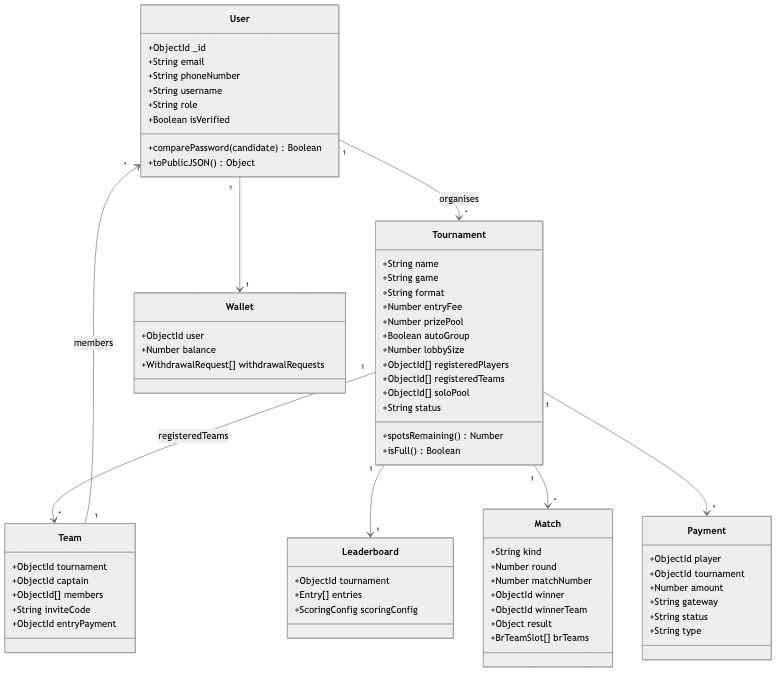 User
+ObjectId _id
+String email
+String phoneNumber
+String username
+String role
+Boolean isVerified
+comparePassword(candidate) : Boolean
+toPublicJSON() : Object
*
1
1
organises
*
members
1
Wallet
+ObjectId user
+Number balance
+WithdrawalRequest[] withdrawalRequests
Tournament
+String name
+String game
+String format
+Number entryFee
+Number prizePool
+Boolean autoGroup
+Number lobbySize
+ObjectId[] registeredPlayers
+ObjectId[] registeredTeams
+ObjectId[] soloPool
+String status
+spotsRemaining() : Number
+isFull() : Boolean
1
registeredTeams
*
1
1
1
1
1
*
*
Team
+ObjectId tournament
+ObjectId captain
+ObjectId[] members
+String inviteCode
+ObjectId entryPayment
Leaderboard
+ObjectId tournament
+Entry[] entries
+ScoringConfig scoringConfig
Match
+String kind
+Number round
+Number matchNumber
+ObjectId winner
+ObjectId winnerTeam
+Object result
+BrTeamSlot[] brTeams
Payment
+ObjectId player
+ObjectId tournament
+Number amount
+String gateway
+String status
+String type